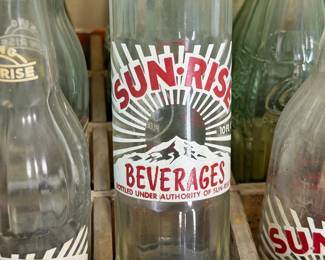 SUN·RISE
10 FL
BEVERAGES
BOTTLED UNDER AUTHORITY OF SUN-RISE
RISE
SUN